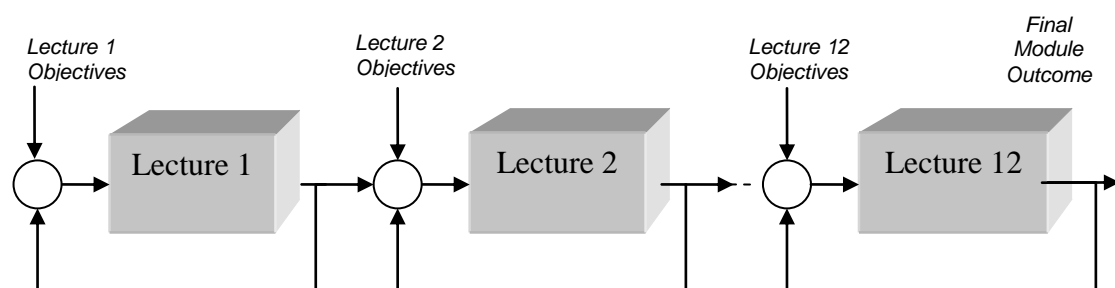 Lecture 1
Objectives
Lecture 2
Objectives
Lecture 12
Objectives
Final
Module
Outcome
Lecture 1
Lecture 2
Lecture 12